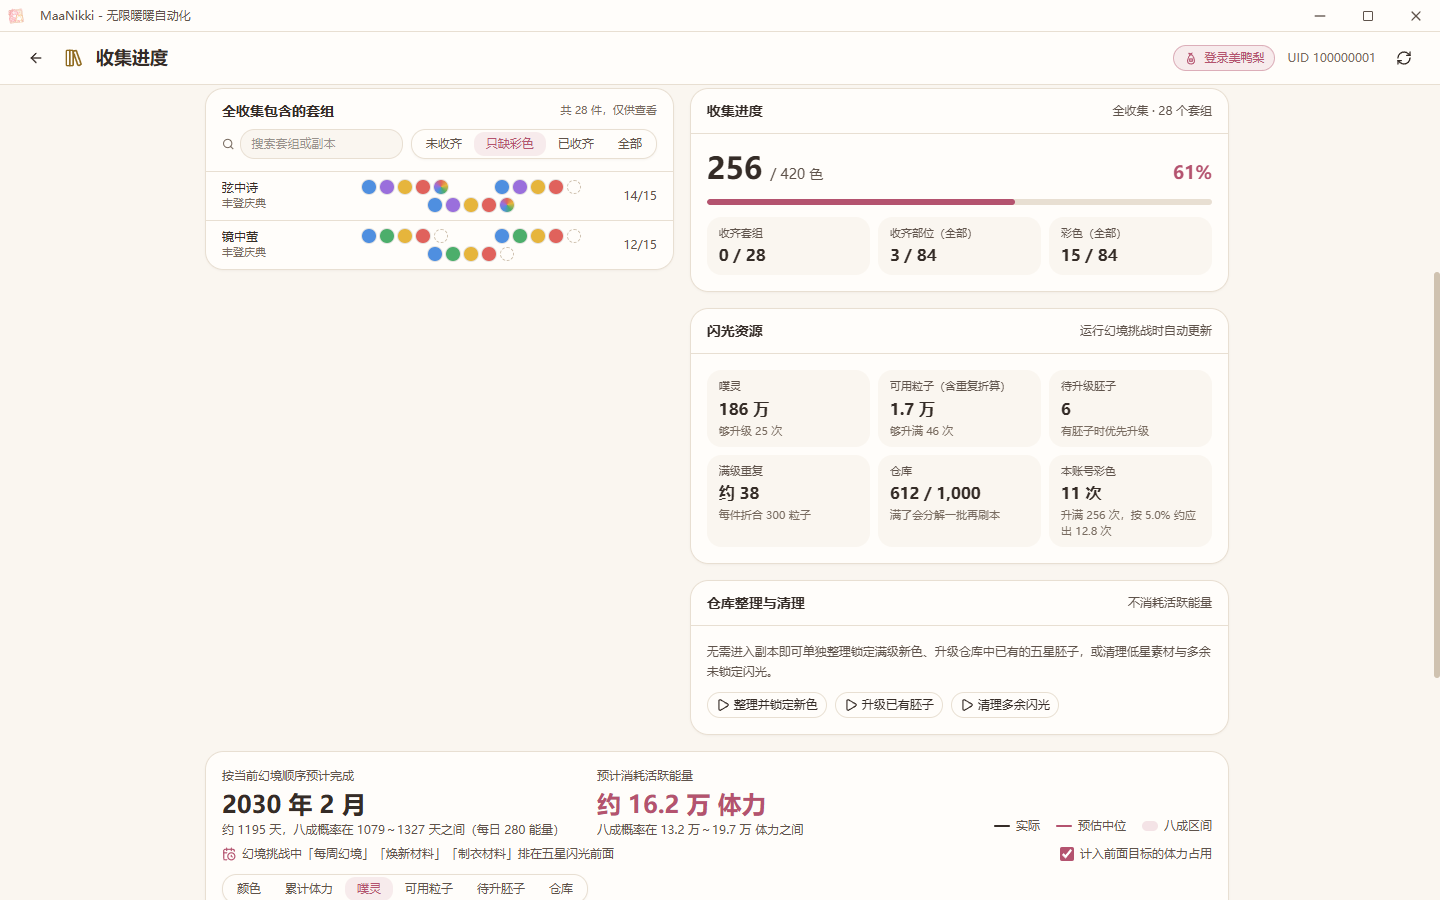 MaaNikki - 无限暖暖自动化
收集进度
登录美鸭梨
UID 100000001
全收集包含的套组
共 28 件，仅供查看
搜索套组或副本
未收齐
只缺彩色
已收齐
全部
弦中诗
丰登庆典
14/15
镜中萤
丰登庆典
12/15
收集进度
全收集 · 28 个套组
256 / 420 色
61%
收齐套组
0 / 28
收齐部位（全部）
3 / 84
彩色（全部）
15 / 84
闪光资源
运行幻境挑战时自动更新
噗灵
186 万
够升级 25 次
可用粒子（含重复折算）
1.7 万
够升满 46 次
待升级胚子
6
有胚子时优先升级
满级重复
约 38
每件折合 300 粒子
仓库
612 / 1,000
满了会分解一批再刷本
本账号彩色
11 次
升满 256 次，按 5.0% 约应
出 12.8 次
仓库整理与清理
不消耗活跃能量
无需进入副本即可单独整理锁定满级新色、升级仓库中已有的五星胚子，或清理低星素材与多余
未锁定闪光。
整理并锁定新色
升级已有胚子
清理多余闪光
按当前幻境顺序预计完成
2030 年 2 月
约 1195 天，八成概率在 1079～1327 天之间（每日 280 能量）
预计消耗活跃能量
约 16.2 万 体力
八成概率在 13.2 万～19.7 万 体力之间
实际
预估中位
八成区间
幻境挑战中「每周幻境」「焕新材料」「制衣材料」排在五星闪光前面
计入前面目标的体力占用
颜色
累计体力
噗灵
可用粒子
待升胚子
仓库